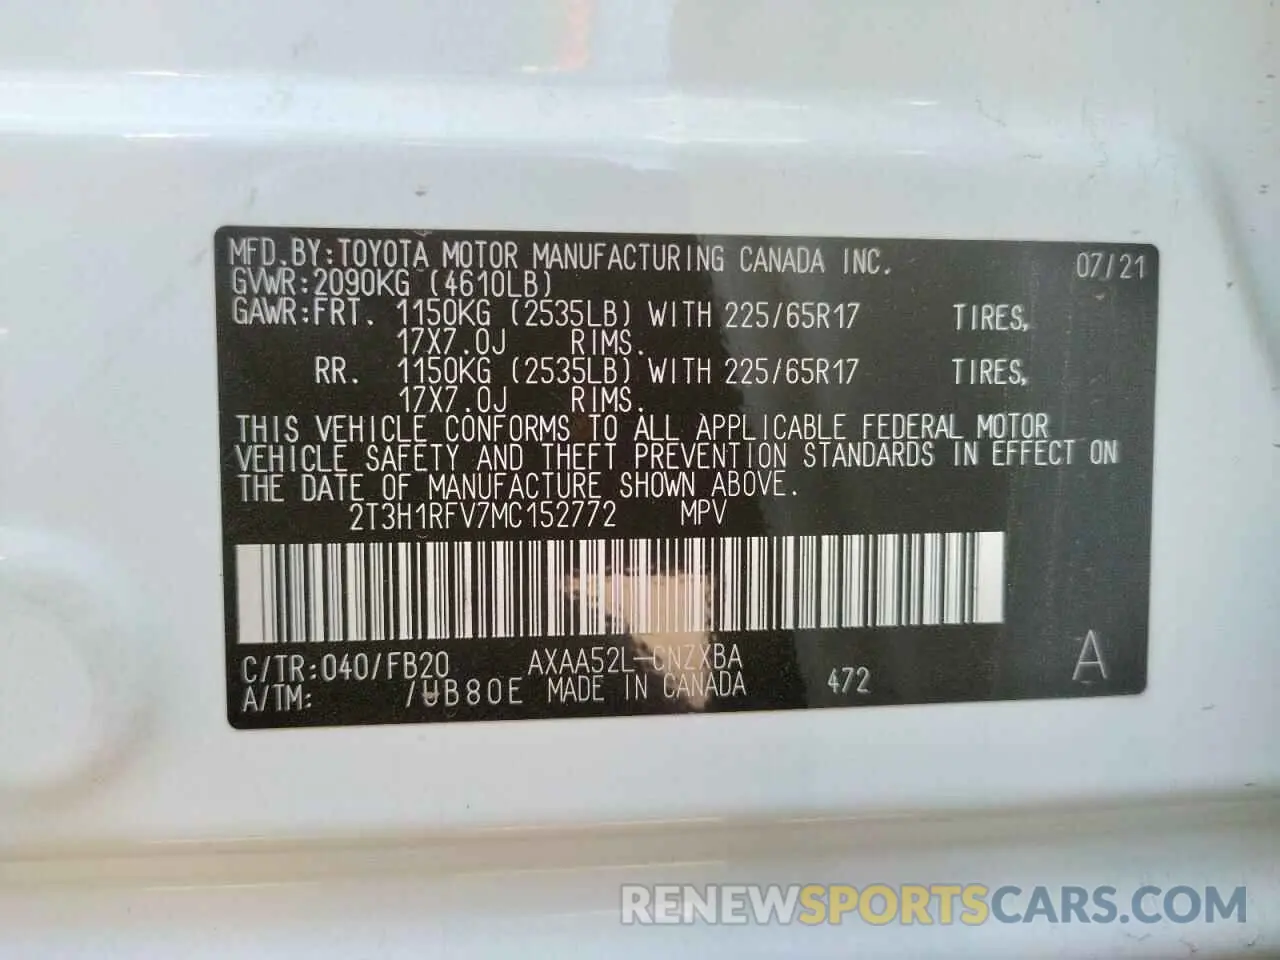 MFD.BY:TOYOTA MOTOR MANUFACTURING CANADA INC. 07/21
GVWR:2090KG (4610LB)
GAWR:FRT. 1150KG (2535LB) WITH 225/65R17 TIRES,
17X7.0J RIMS.
RR. 1150KG (2535LB) WITH 225/65R17 TIRES,
17X7.0J RIMS.
THIS VEHICLE CONFORMS TO ALL APPLICABLE FEDERAL MOTOR
VEHICLE SAFETY AND THEFT PREVENTION STANDARDS IN EFFECT ON
THE DATE OF MANUFACTURE SHOWN ABOVE.
2T3H1RFV7MC152772 MPV
C/TR:040/FB20 AXAA52L-CNZXBA
A/TM: /UB80E MADE IN CANADA 472 A
RENEWSPORTSCARS.COM